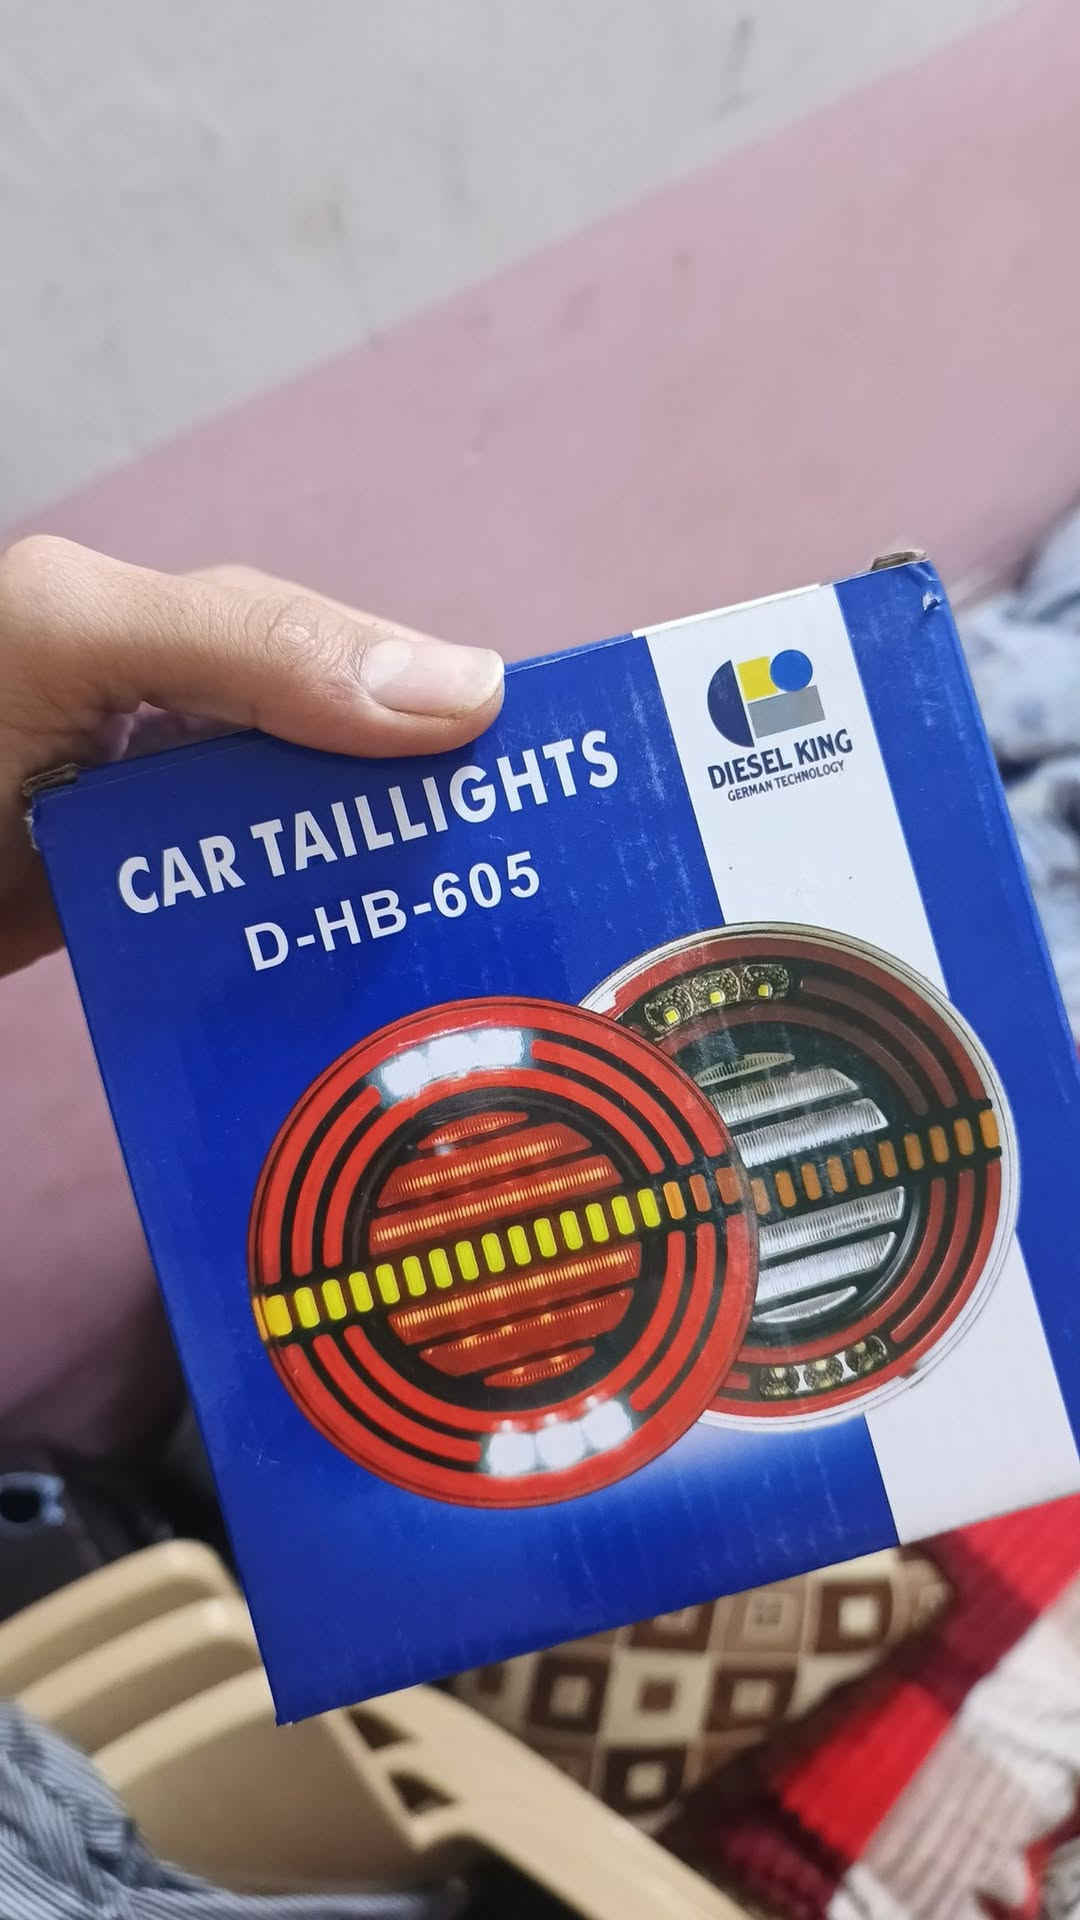 DIESEL KING
GERMAN TECHNOLOGY
CAR TAILLIGHTS
D-HB-605